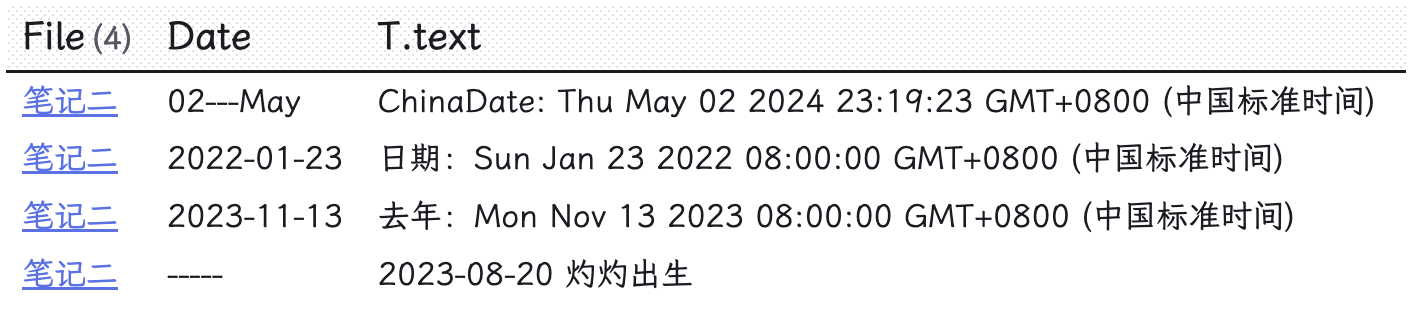 File (4) Date T.text
笔记二 02---May ChinaDate: Thu May 02 2024 23:19:23 GMT+0800 (中国标准时间)
笔记二 2022-01-23 日期：Sun Jan 23 2022 08:00:00 GMT+0800 (中国标准时间)
笔记二 2023-11-13 去年：Mon Nov 13 2023 08:00:00 GMT+0800 (中国标准时间)
笔记二 ----- 2023-08-20 灼灼出生